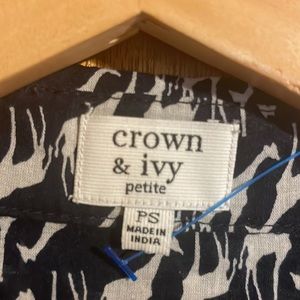 crown
& ivy
petite
PS
MADE IN
INDIA